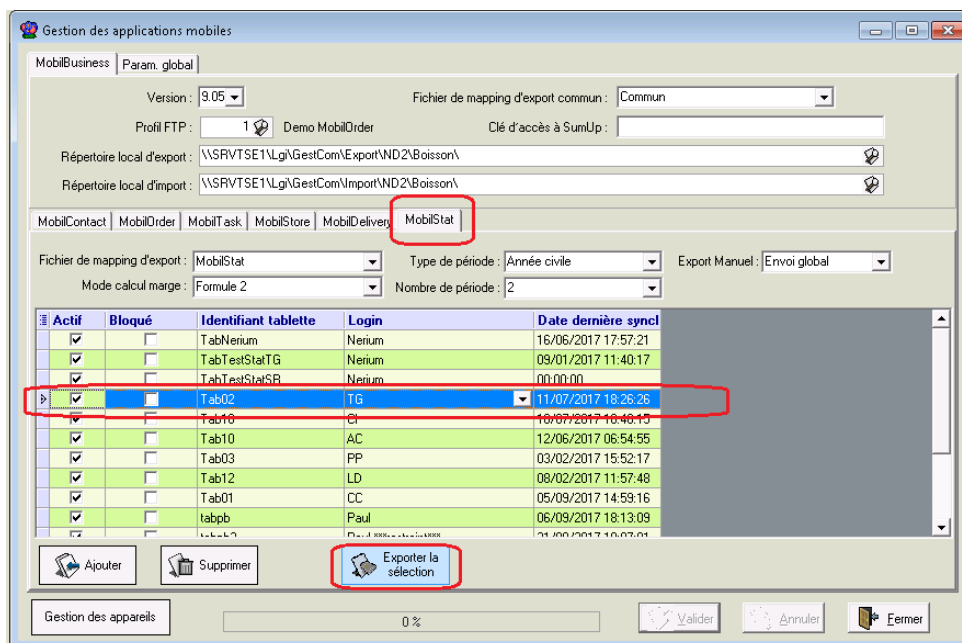 Gestion des applications mobiles
MobilBusiness Param. global
Version : 9.05 Fichier de mapping d'export commun : Commun
Profil FTP : 1 Demo MobilOrder Clé d'accès à SumUp :
Répertoire local d'export : \\SRVTSE1\Lgi\GestCom\Export\ND2\Boisson\
Répertoire local d'import : \\SRVTSE1\Lgi\GestCom\Import\ND2\Boisson\
MobilContact MobilOrder MobilTask MobilStore MobilDelivery MobilStat
Fichier de mapping d'export : MobilStat Type de période : Année civile Export Manuel : Envoi global
Mode calcul marge : Formule 2 Nombre de période : 2
Actif Bloqué Identifiant tablette Login Date dernière syncl
TabNerium Nerium 16/06/2017 17:57:21
TabTestStatTG Nerium 09/01/2017 11:40:17
TabTestStatSB Nerium 00:00:00
Tab02 TG 11/07/2017 18:26:26
10/07/2017 18:48:15
Tab10 AC 12/06/2017 06:54:55
Tab03 PP 03/02/2017 15:52:17
Tab12 LD 08/02/2017 11:57:48
Tab01 CC 05/09/2017 14:59:16
tabpb Paul 06/09/2017 18:13:09
Ajouter Supprimer Exporter la
sélection
Gestion des appareils 0 % Valider Annuler Fermer